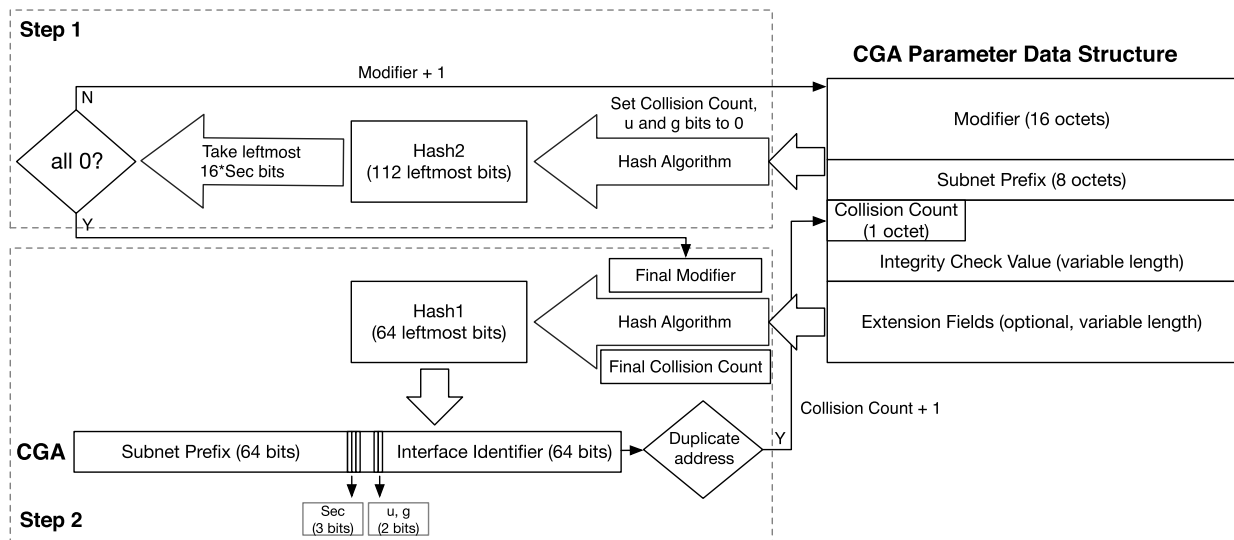 Step 1
CGA Parameter Data Structure
Modifier + 1
N
Set Collision Count,
u and g bits to 0
Modifier (16 octets)
all 0?
Take leftmost
16*Sec bits
Hash2
(112 leftmost bits)
Hash Algorithm
Subnet Prefix (8 octets)
Y
Collision Count
(1 octet)
Final Modifier
Integrity Check Value (variable length)
Hash1
(64 leftmost bits)
Hash Algorithm
Extension Fields (optional, variable length)
Final Collision Count
Collision Count + 1
CGA
Subnet Prefix (64 bits)
Interface Identifier (64 bits)
Duplicate
address
Y
Sec
(3 bits)
u, g
(2 bits)
Step 2